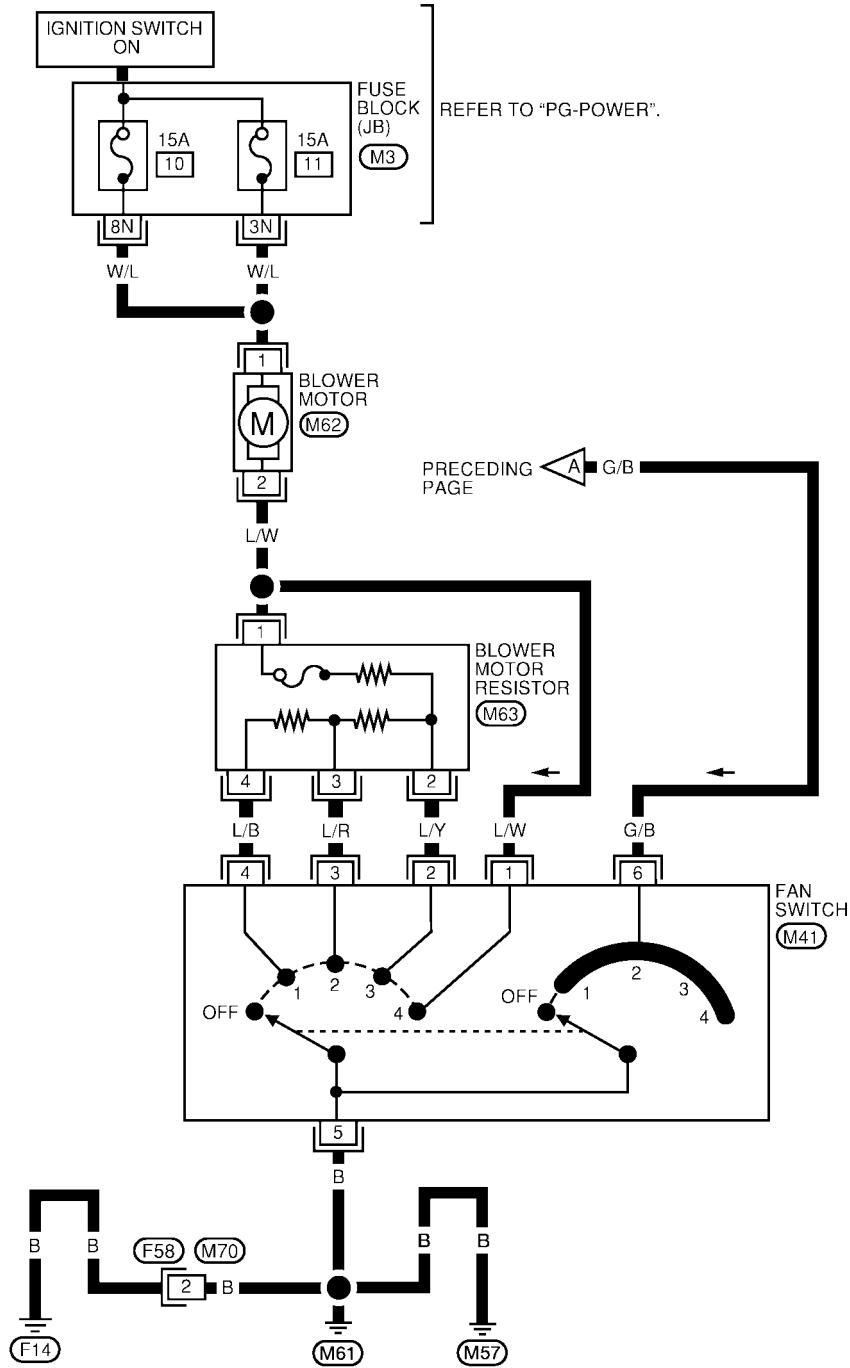 IGNITION SWITCH
ON
FUSE
BLOCK
(JB)
M3
REFER TO "PG-POWER".
15A
10
15A
11
8N
3N
W/L
W/L
1
BLOWER
MOTOR
M62
M
2
PRECEDING
PAGE
A
G/B
L/W
1
BLOWER
MOTOR
RESISTOR
M63
4
3
2
L/B
L/R
L/Y
L/W
G/B
4
3
2
1
6
FAN
SWITCH
M41
OFF
1
2
3
4
OFF
1
2
3
4
5
B
B
B
F58
M70
2
B
B
B
F14
M61
M57